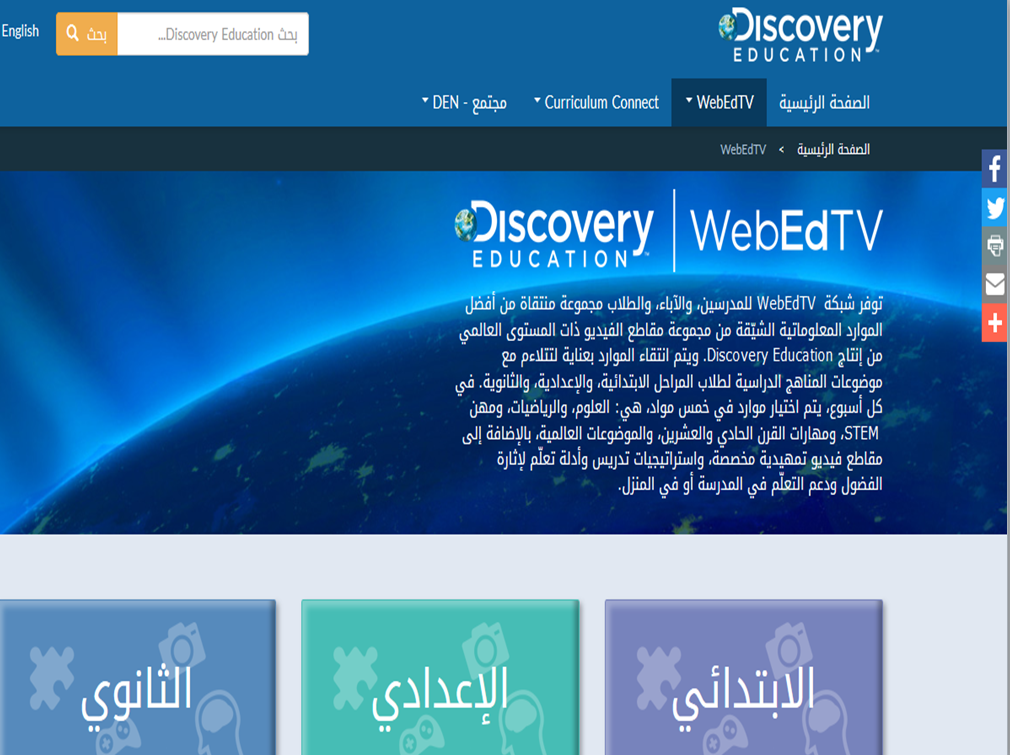 Discovery
EDUCATION
بحث Discovery Education...
بحث
English
الصفحة الرئيسية
WebEdTV
Curriculum Connect
مجتمع - DEN
الصفحة الرئيسية > WebEdTV
Discovery
EDUCATION
WebEdTV
توفر شبكة WebEdTV للمدرسين، والآباء، والطلاب مجموعة منتقاة من أفضل
الموارد المعلوماتية الشيّقة من مجموعة مقاطع الفيديو ذات المستوى العالمي
من إنتاج Discovery Education. ويتم انتقاء الموارد بعناية لتتلاءم مع
موضوعات المناهج الدراسية لطلاب المراحل الابتدائية، والإعدادية، والثانوية. في
كل أسبوع، يتم اختيار موارد في خمس مواد، هي: العلوم، والرياضيات، ومهن
STEM، ومهارات القرن الحادي والعشرين، والموضوعات العالمية، بالإضافة إلى
مقاطع فيديو تمهيدية مخصصة، واستراتيجيات تدريس وأدلة تعلّم لإثارة
الفضول ودعم التعلّم في المدرسة أو في المنزل.
الابتدائي
الإعدادي
الثانوي